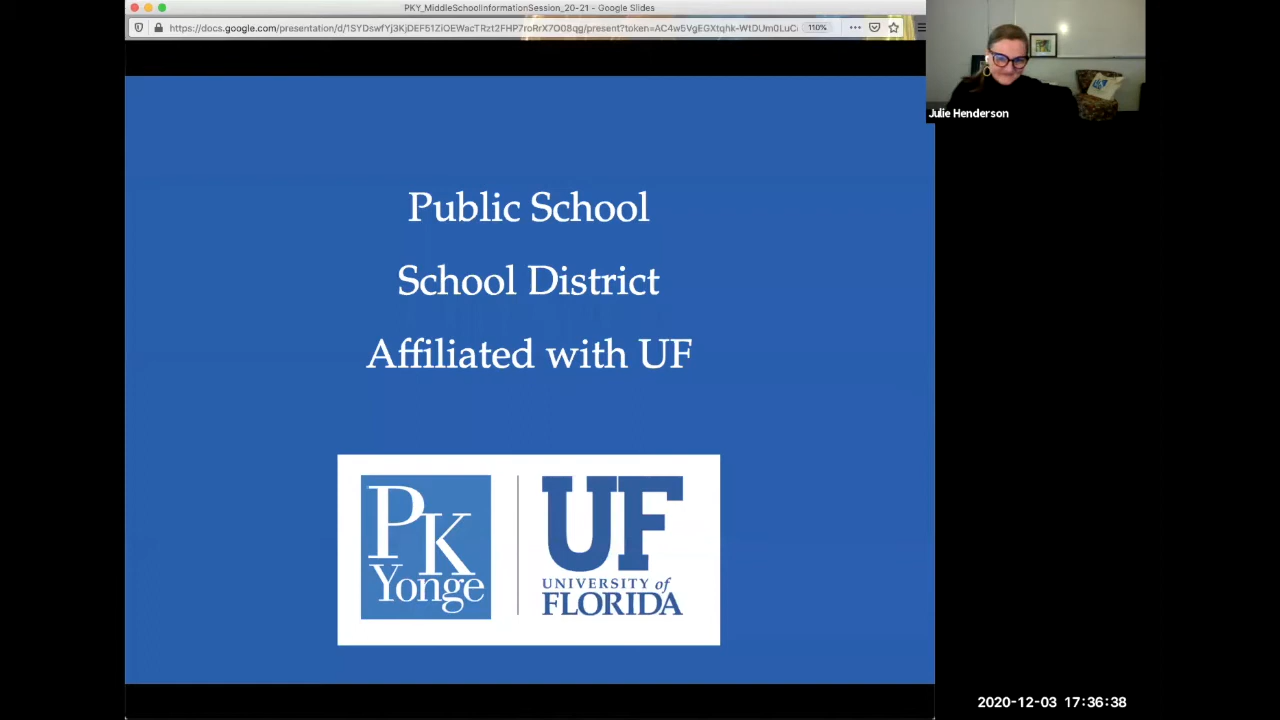 PKY_MiddleSchoolInformationSession_20-21 - Google Slides
110%
Julie Henderson
Public School
School District
Affiliated with UF
PK
Yonge
UF
UNIVERSITY of
FLORIDA
2020-12-03 17:36:38